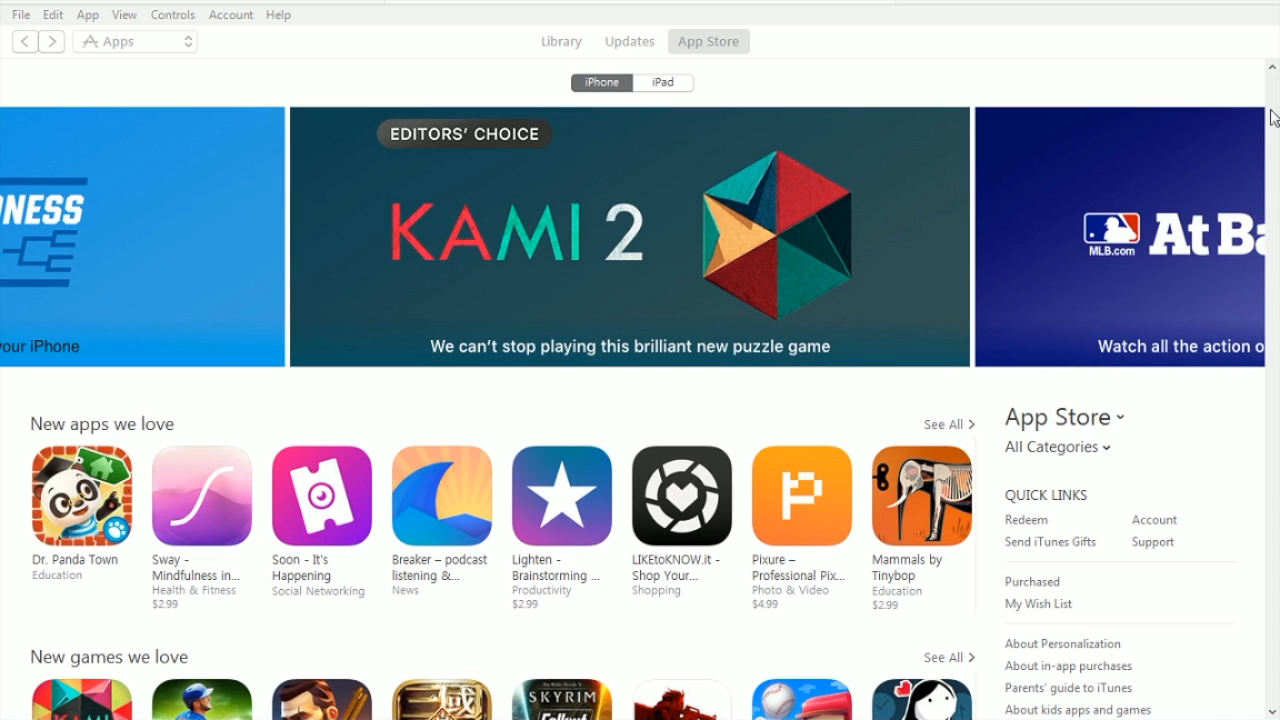 File Edit App View Controls Account Help
Apps Library Updates App Store
iPhone iPad
EDITORS' CHOICE
NESS
KAMI 2
MLB.com At Ba
your iPhone
We can't stop playing this brilliant new puzzle game
Watch all the action o
New apps we love See All
Dr. Panda Town
Education
Sway -
Mindfulness in...
Health & Fitness
$2.99
Soon - It's
Happening
Social Networking
Breaker – podcast
listening &...
News
Lighten -
Brainstorming ...
Productivity
$2.99
LIKEtoKNOW.it -
Shop Your...
Shopping
Pixure –
Professional Pix...
Photo & Video
$4.99
Mammals by
Tinybop
Education
$2.99
App Store
All Categories
QUICK LINKS
Redeem Account
Send iTunes Gifts Support
Purchased
My Wish List
About Personalization
About in-app purchases
Parents' guide to iTunes
About kids apps and games
New games we love See All
KAMI
SKYRIM
Fallout